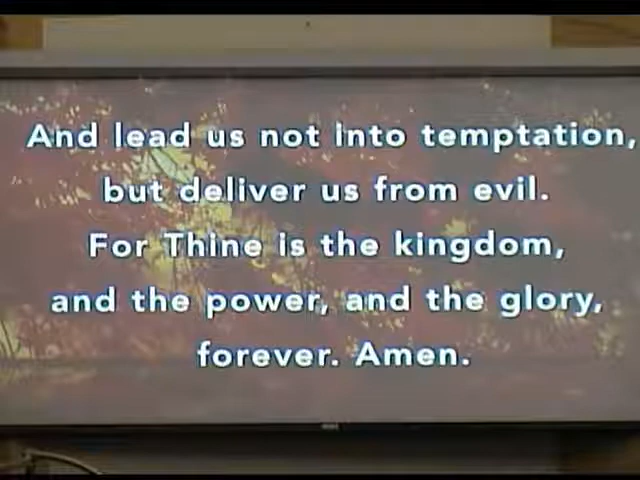 And lead us not into temptation,
but deliver us from evil.
For Thine is the kingdom,
and the power, and the glory,
forever. Amen.